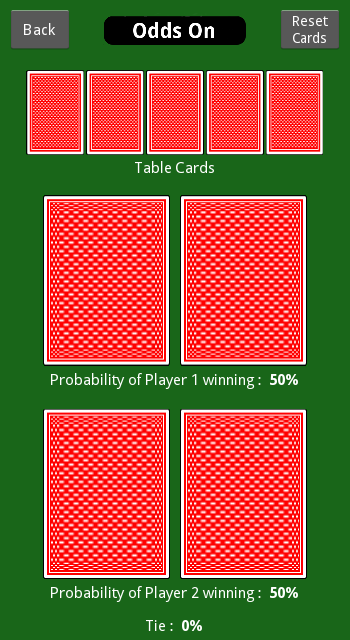 Back
Odds On
Reset
Cards
Table Cards
Probability of Player 1 winning : 50%
Probability of Player 2 winning : 50%
Tie : 0%